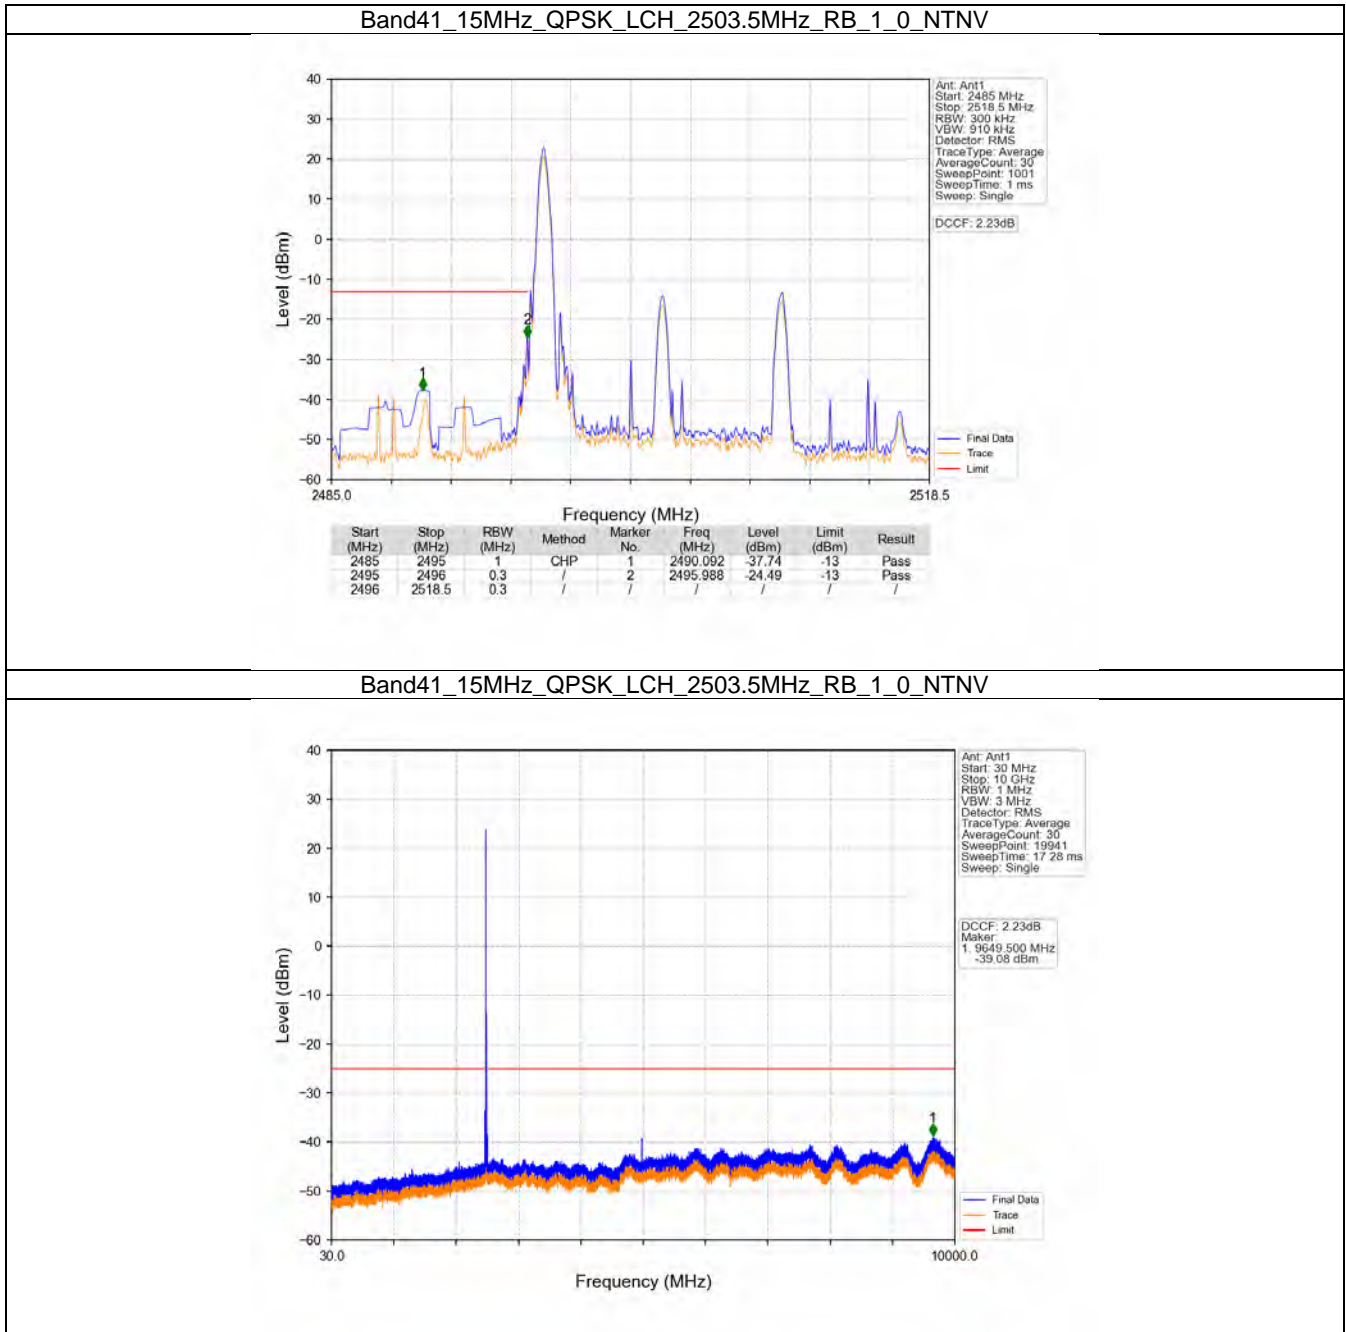 Band41_15MHz_QPSK_LCH_2503.5MHz_RB_1_0_NTNV
40
30
20
10
0
−10
−20
−30
−40
−50
−60
Level (dBm)
1
2
2485.0
2518.5
Frequency (MHz)
Ant: Ant1
Start: 2485 MHz
Stop: 2518.5 MHz
RBW: 300 kHz
VBW: 910 kHz
Detector: RMS
TraceType: Average
AverageCount: 30
SweepPoint: 1001
SweepTime: 1 ms
Sweep: Single
DCCF: 2.23dB
Final Data
Trace
Limit
Start (MHz) Stop (MHz) RBW (MHz) Method Marker No. Freq (MHz) Level (dBm) Limit (dBm) Result
2485 2495 1 CHP 1 2490.092 -37.74 -13 Pass
2495 2496 0.3 / 2 2495.988 -24.49 -13 Pass
2496 2518.5 0.3 / / / / / /
Band41_15MHz_QPSK_LCH_2503.5MHz_RB_1_0_NTNV
40
30
20
10
0
−10
−20
−30
−40
−50
−60
Level (dBm)
1
30.0
10000.0
Frequency (MHz)
Ant: Ant1
Start: 30 MHz
Stop: 10 GHz
RBW: 1 MHz
VBW: 3 MHz
Detector: RMS
TraceType: Average
AverageCount: 30
SweepPoint: 19941
SweepTime: 17.28 ms
Sweep: Single
DCCF: 2.23dB
Maker:
1. 9649.500 MHz
-39.08 dBm
Final Data
Trace
Limit